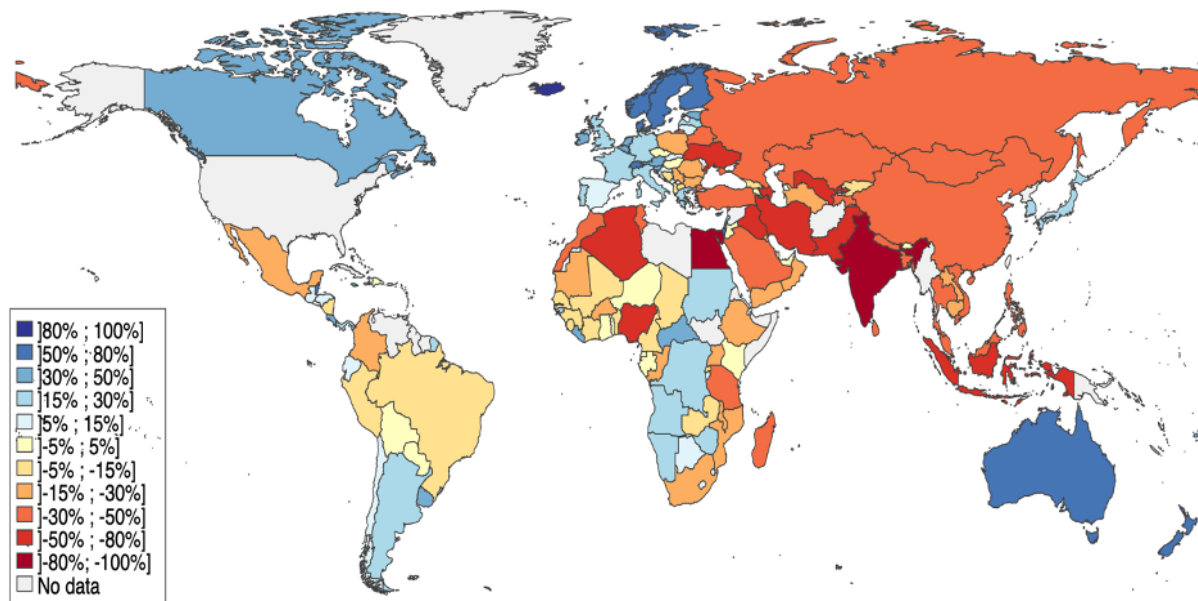 ]80% ; 100%]
]50% ; 80%]
]30% ; 50%]
]15% ; 30%]
]5% ; 15%]
]-5% ; 5%]
]-5% ; -15%]
]-15% ; -30%]
]-30% ; -50%]
]-50% ; -80%]
]-80% ; -100%]
No data